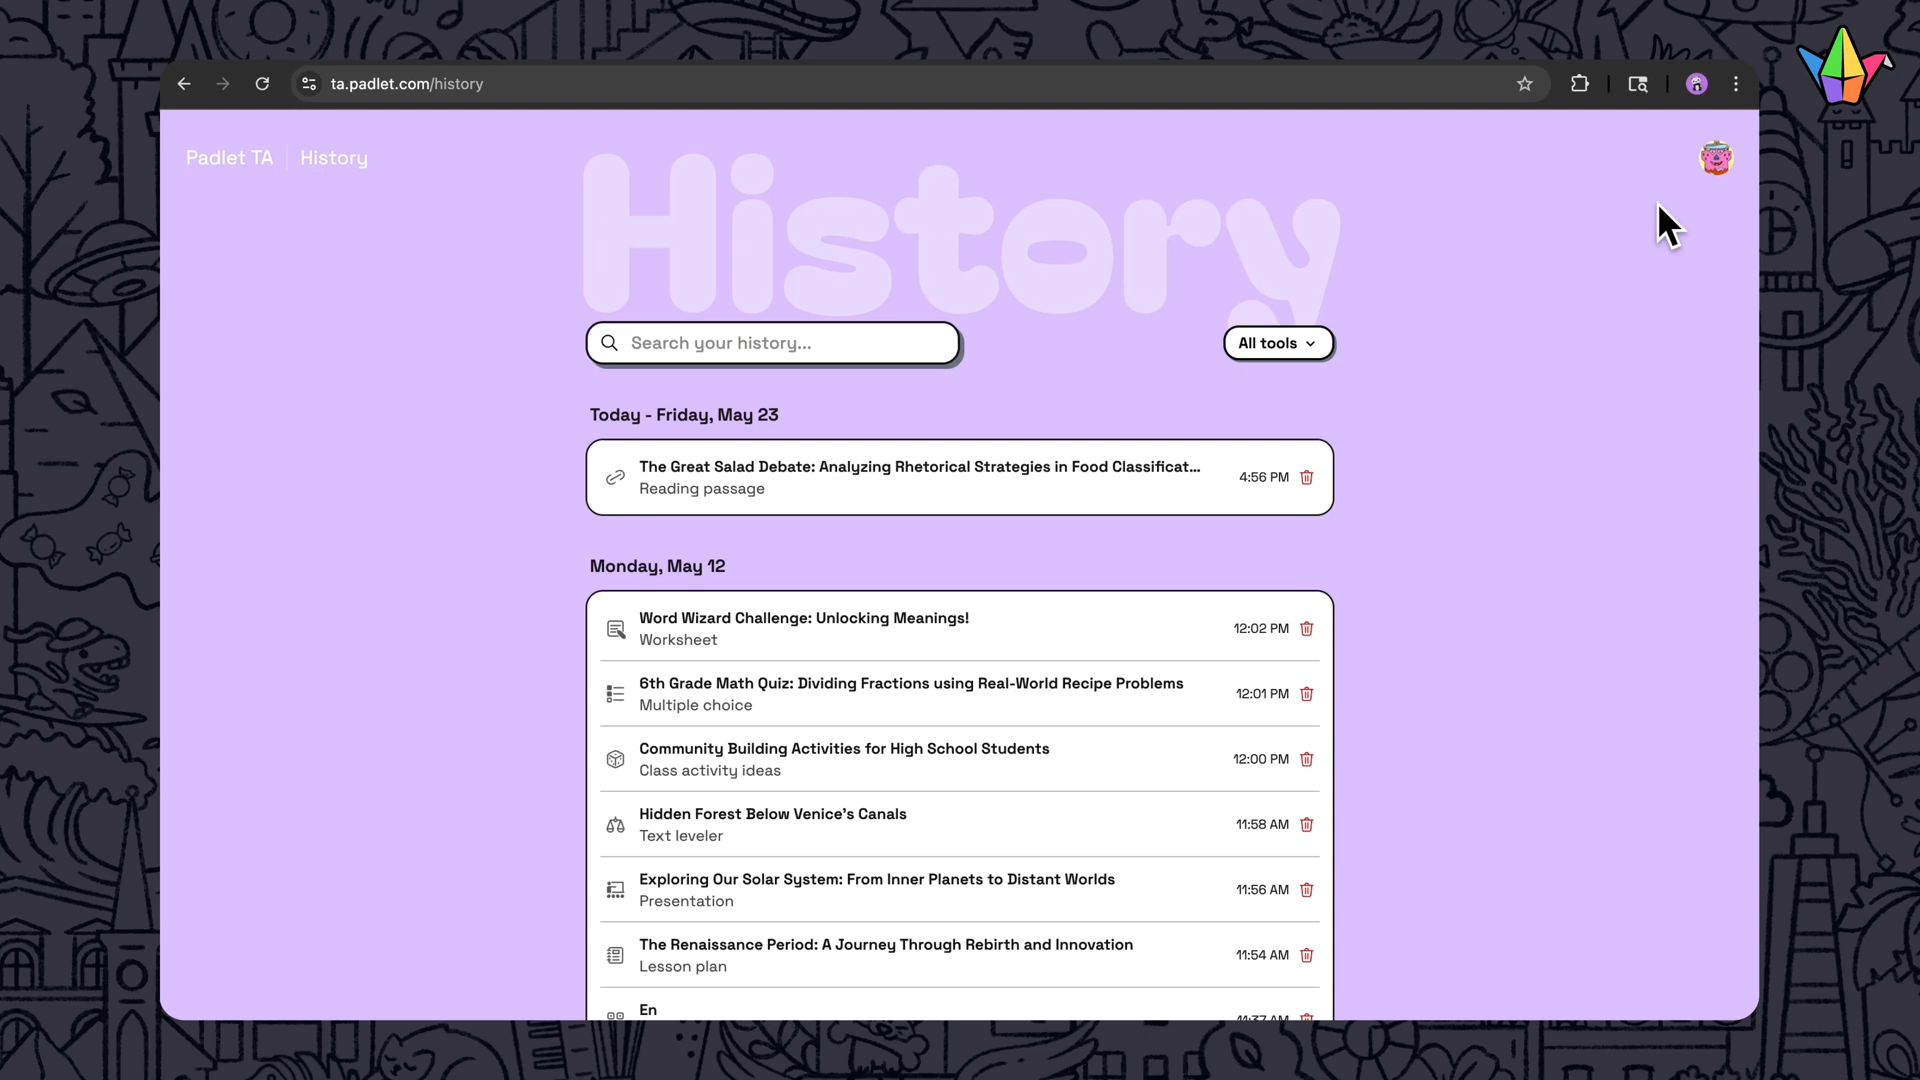 ta.padlet.com/history
Padlet TA
History
History
Search your history...
All tools
Today - Friday, May 23
The Great Salad Debate: Analyzing Rhetorical Strategies in Food Classificat...
4:56 PM
Reading passage
Monday, May 12
Word Wizard Challenge: Unlocking Meanings!
12:02 PM
Worksheet
6th Grade Math Quiz: Dividing Fractions using Real-World Recipe Problems
12:01 PM
Multiple choice
Community Building Activities for High School Students
12:00 PM
Class activity ideas
Hidden Forest Below Venice’s Canals
11:58 AM
Text leveler
Exploring Our Solar System: From Inner Planets to Distant Worlds
11:56 AM
Presentation
The Renaissance Period: A Journey Through Rebirth and Innovation
11:54 AM
Lesson plan
En
11:37 AM